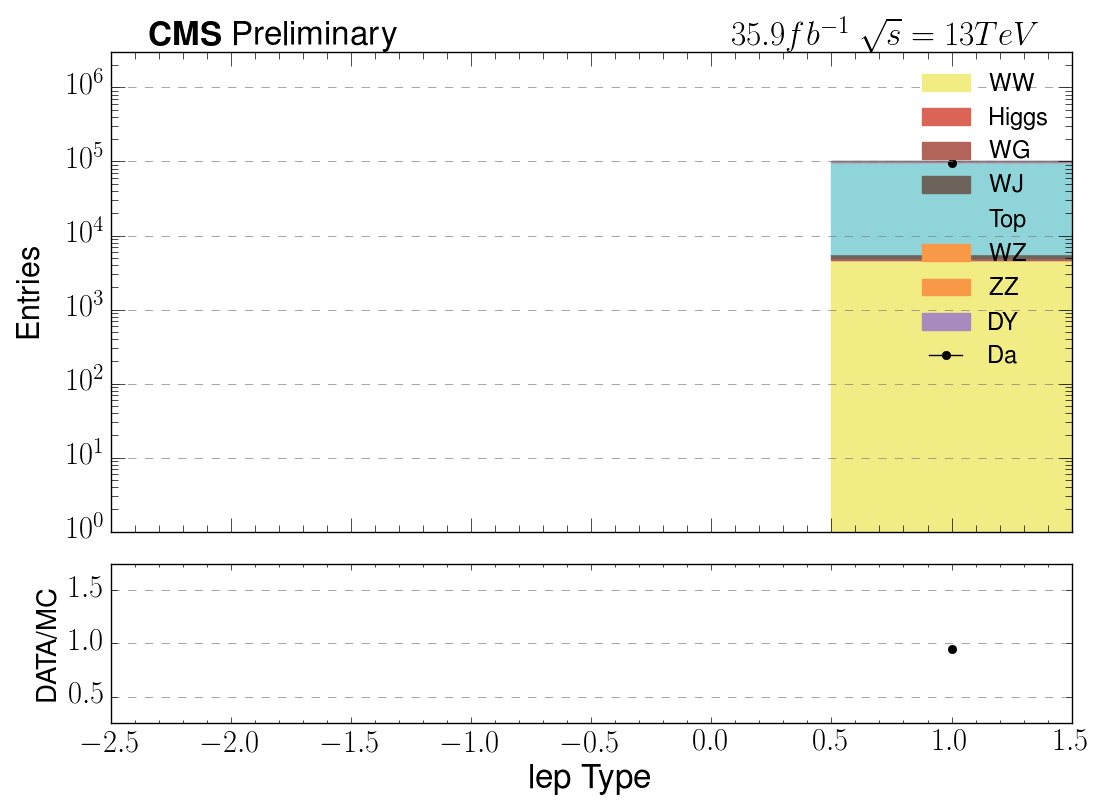 CMS Preliminary
35.9fb⁻¹ √s = 13TeV
Entries
10⁶
10⁵
10⁴
10³
10²
10¹
10⁰
WW
Higgs
WG
WJ
Top
WZ
ZZ
DY
Da
DATA/MC
1.5
1.0
0.5
−2.5 −2.0 −1.5 −1.0 −0.5 0.0 0.5 1.0 1.5
lep Type